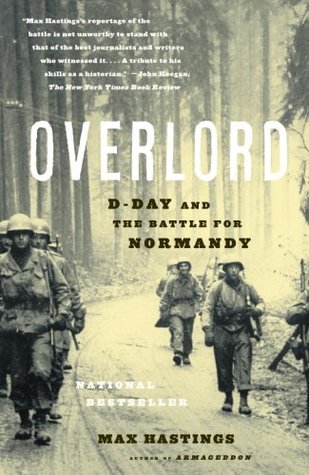 "Max Hastings's reportage of the
battle is not unworthy to stand with
that of the best journalists and writers
who witnessed it. . . . A tribute to his
skills as a historian."—John Keegan,
The New York Times Book Review
OVERLORD
D-DAY AND
THE BATTLE FOR
NORMANDY
NATIONAL
BESTSELLER
MAX HASTINGS
AUTHOR OF ARMAGEDDON